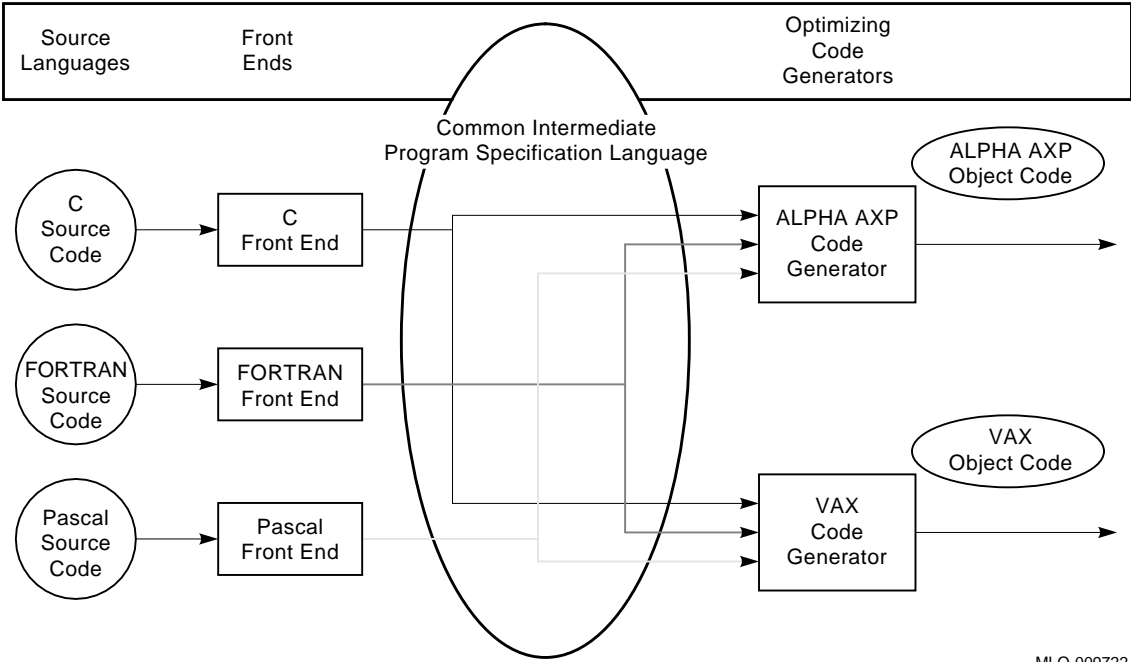 Source
Languages
Front
Ends
Optimizing
Code
Generators
Common Intermediate
Program Specification Language
ALPHA AXP
Object Code
C
Source
Code
C
Front End
ALPHA AXP
Code
Generator
FORTRAN
Source
Code
FORTRAN
Front End
VAX
Object Code
Pascal
Source
Code
Pascal
Front End
VAX
Code
Generator